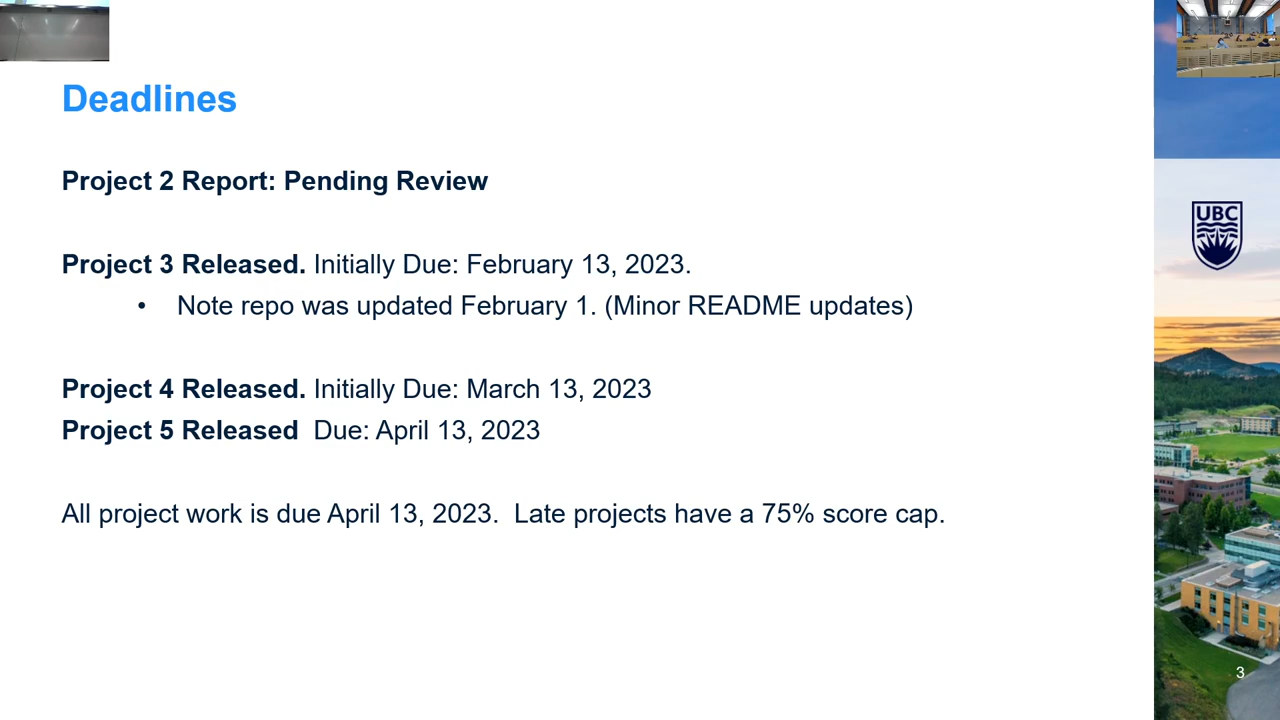 Deadlines
Project 2 Report: Pending Review
UBC
Project 3 Released. Initially Due: February 13, 2023.
• Note repo was updated February 1. (Minor README updates)
Project 4 Released. Initially Due: March 13, 2023
Project 5 Released  Due: April 13, 2023
All project work is due April 13, 2023.  Late projects have a 75% score cap.
3